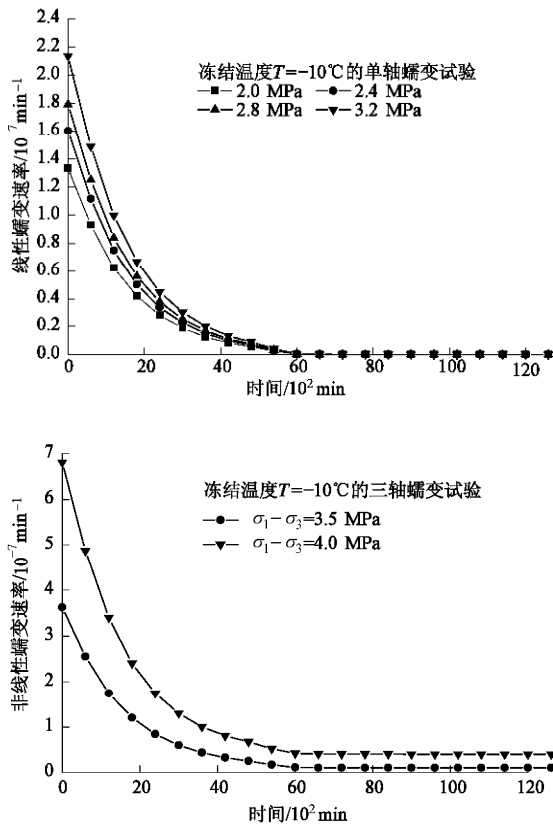 2.4
2.2
2.0
1.8
1.6
1.4
1.2
1.0
0.8
0.6
0.4
0.2
0.0
线性蠕变速率/10⁻⁷min⁻¹
冻结温度T=-10℃的单轴蠕变试验
2.0 MPa 2.4 MPa
2.8 MPa 3.2 MPa
0 20 40 60 80 100 120
时间/10²min
7
6
5
4
3
2
1
0
非线性蠕变速率/10⁻⁷min⁻¹
冻结温度T=-10℃的三轴蠕变试验
σ₁-σ₃=3.5 MPa
σ₁-σ₃=4.0 MPa
0 20 40 60 80 100 120
时间/10²min